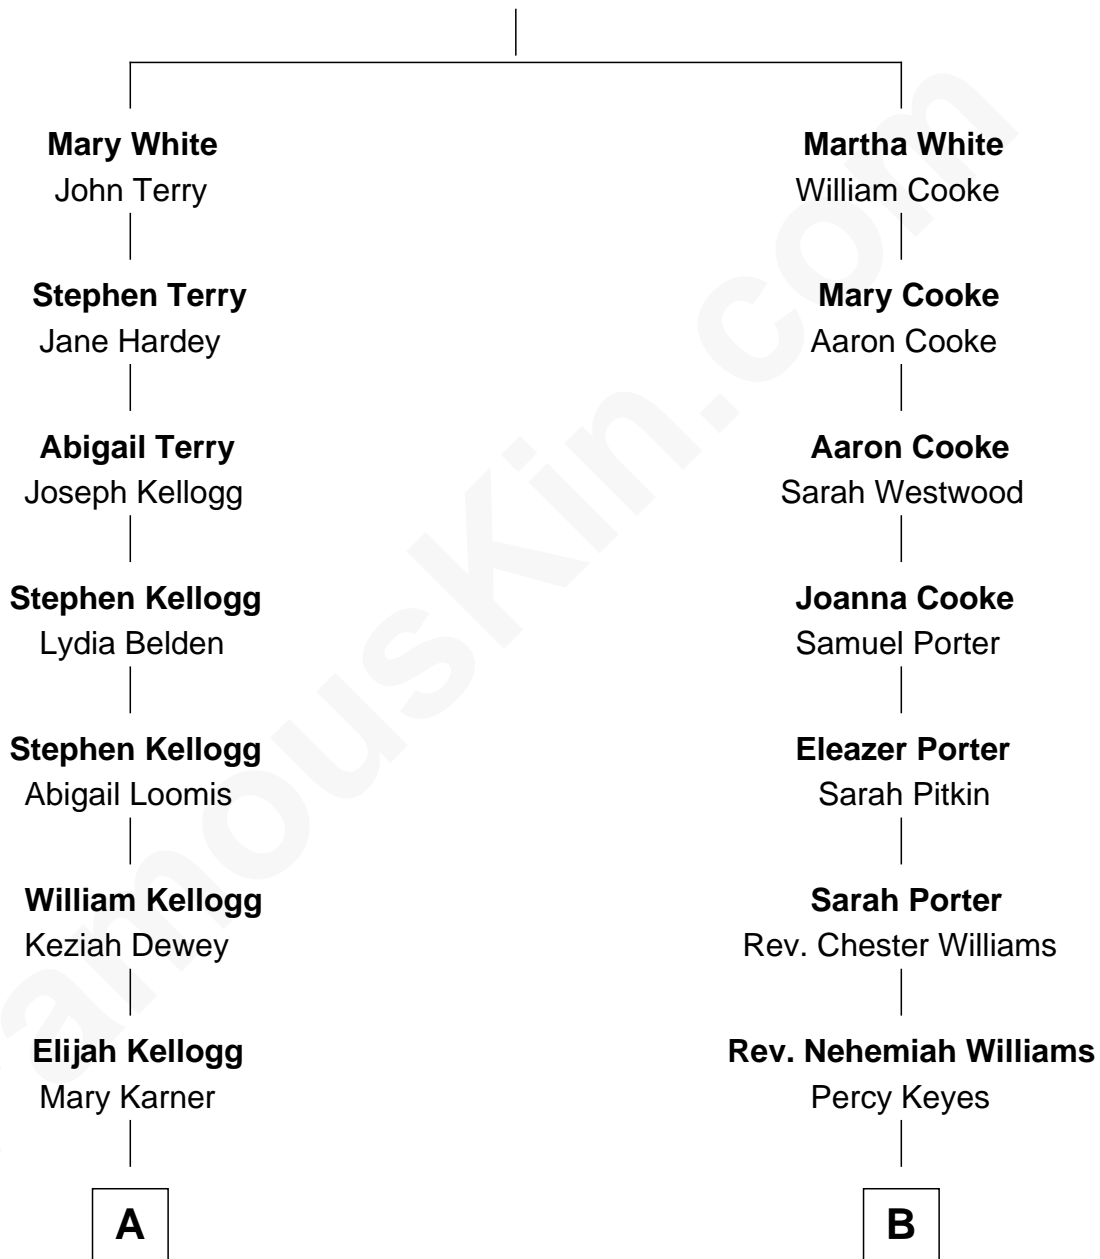 Mary White
John Terry
Martha White
William Cooke
Stephen Terry
Jane Hardey
Mary Cooke
Aaron Cooke
Abigail Terry
Joseph Kellogg
Aaron Cooke
Sarah Westwood
Stephen Kellogg
Lydia Belden
Joanna Cooke
Samuel Porter
Stephen Kellogg
Abigail Loomis
Eleazer Porter
Sarah Pitkin
William Kellogg
Keziah Dewey
Sarah Porter
Rev. Chester Williams
Elijah Kellogg
Mary Karner
Rev. Nehemiah Williams
Percy Keyes
A
B
amousKin.com